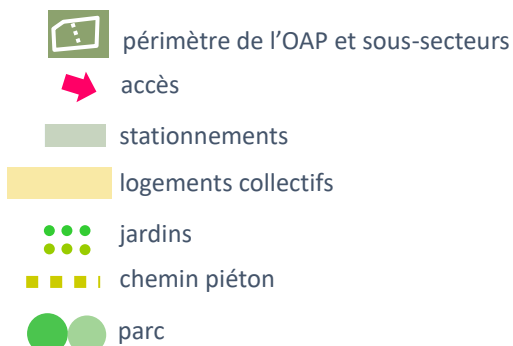 périmètre de l'OAP et sous-secteurs
accès
stationnements
logements collectifs
jardins
chemin piéton
parc